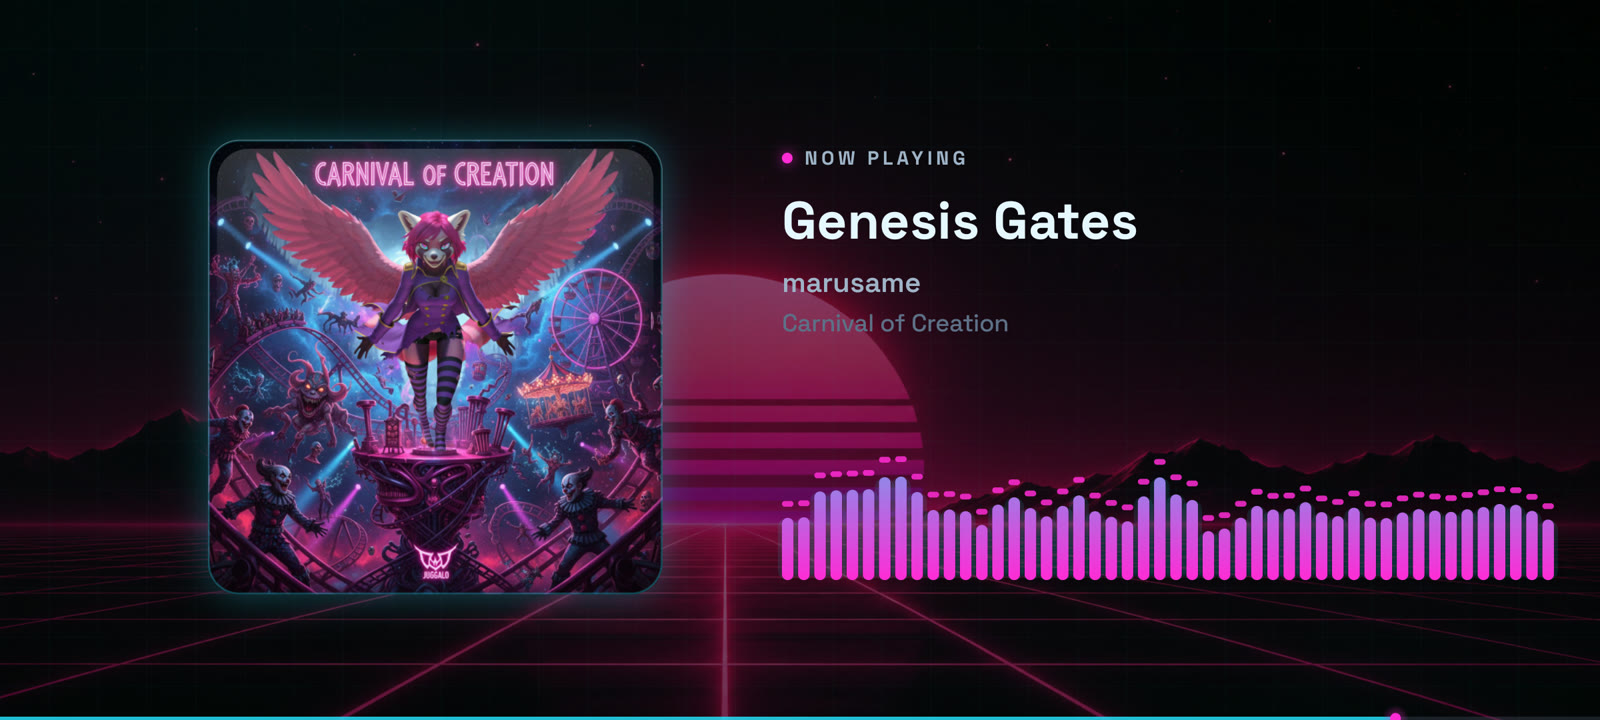 CARNIVAL OF CREATION
JUGGALO
NOW PLAYING
Genesis Gates
marusame
Carnival of Creation